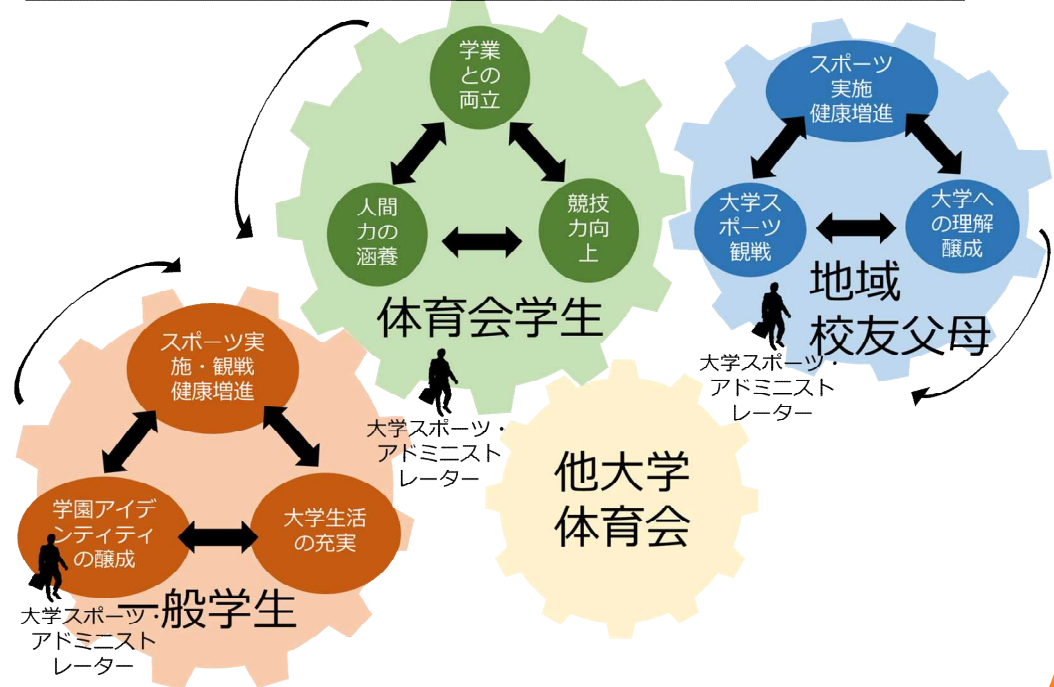 学業
との
両立
人間
力の
涵養
競技
力向
上
体育会学生
大学スポーツ・
アドミニスト
レーター
スポーツ
実施
健康増進
大学ス
ポーツ
観戦
大学へ
の理解
醸成
地域
校友父母
大学スポーツ・
アドミニスト
レーター
スポーツ実
施・観戦
健康増進
学園アイデ
ンティティ
の醸成
大学生活
の充実
一般学生
大学スポーツ・
アドミニスト
レーター
他大学
体育会